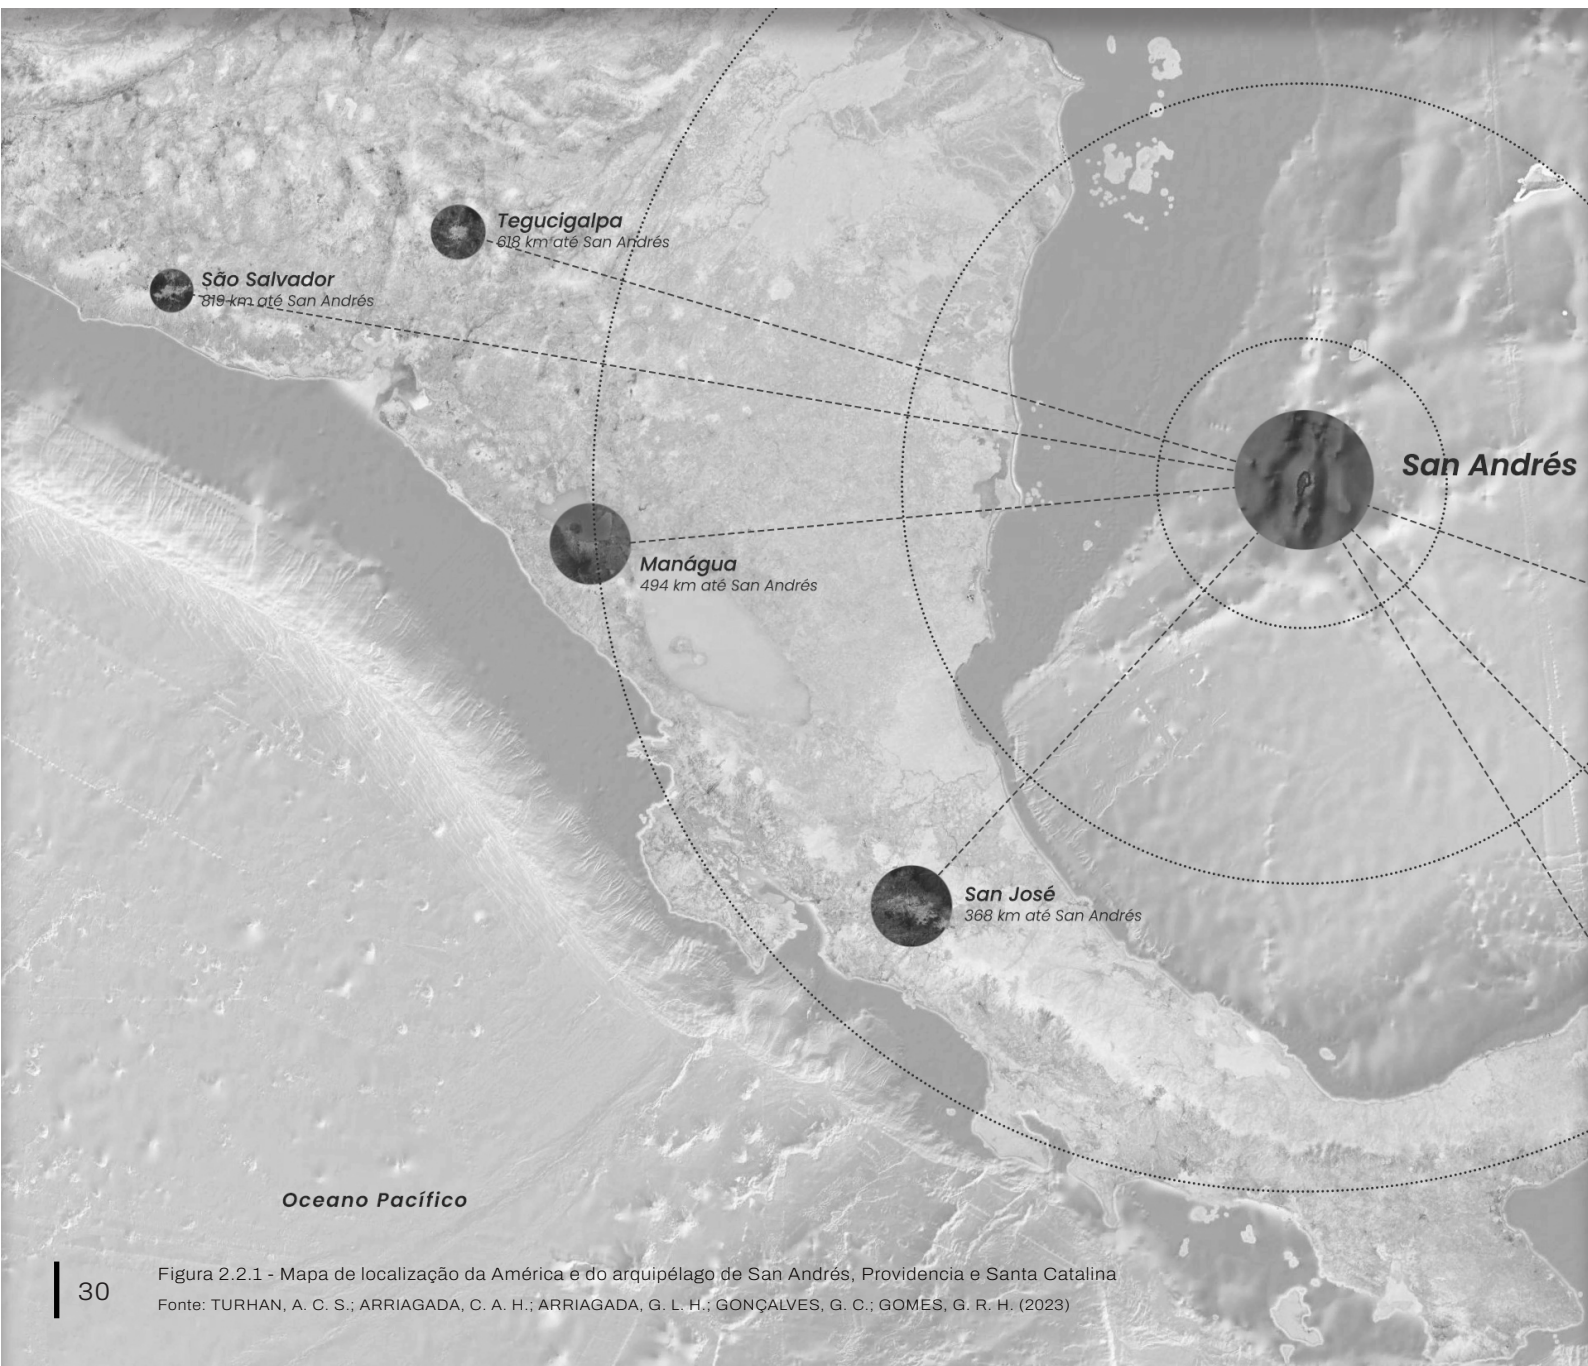 Tegucigalpa
618 km até San Andrés
São Salvador
819 km até San Andrés
San Andrés
Manágua
494 km até San Andrés
San José
368 km até San Andrés
Oceano Pacífico
30
Figura 2.2.1 - Mapa de localização da América e do arquipélago de San Andrés, Providencia e Santa Catalina
Fonte: TURHAN, A. C. S.; ARRIAGADA, C. A. H.; ARRIAGADA, G. L. H.; GONÇALVES, G. C.; GOMES, G. R. H. (2023)